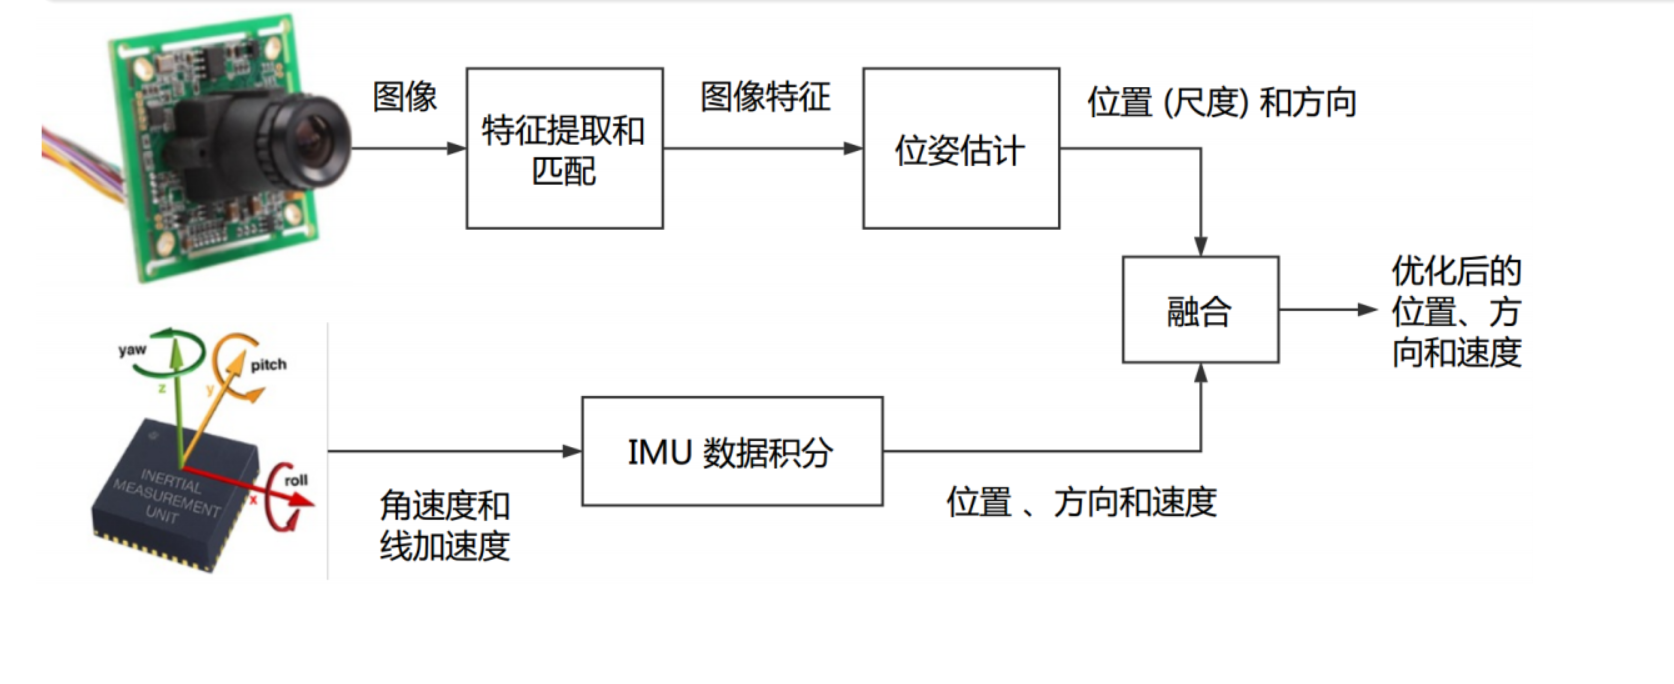 图像
特征提取和
匹配
图像特征
位姿估计
位置 (尺度) 和方向
融合
优化后的
位置、方
向和速度
yaw
z
y
pitch
roll
x
INERTIAL
MEASUREMENT
UNIT
角速度和
线加速度
IMU 数据积分
位置 、方向和速度